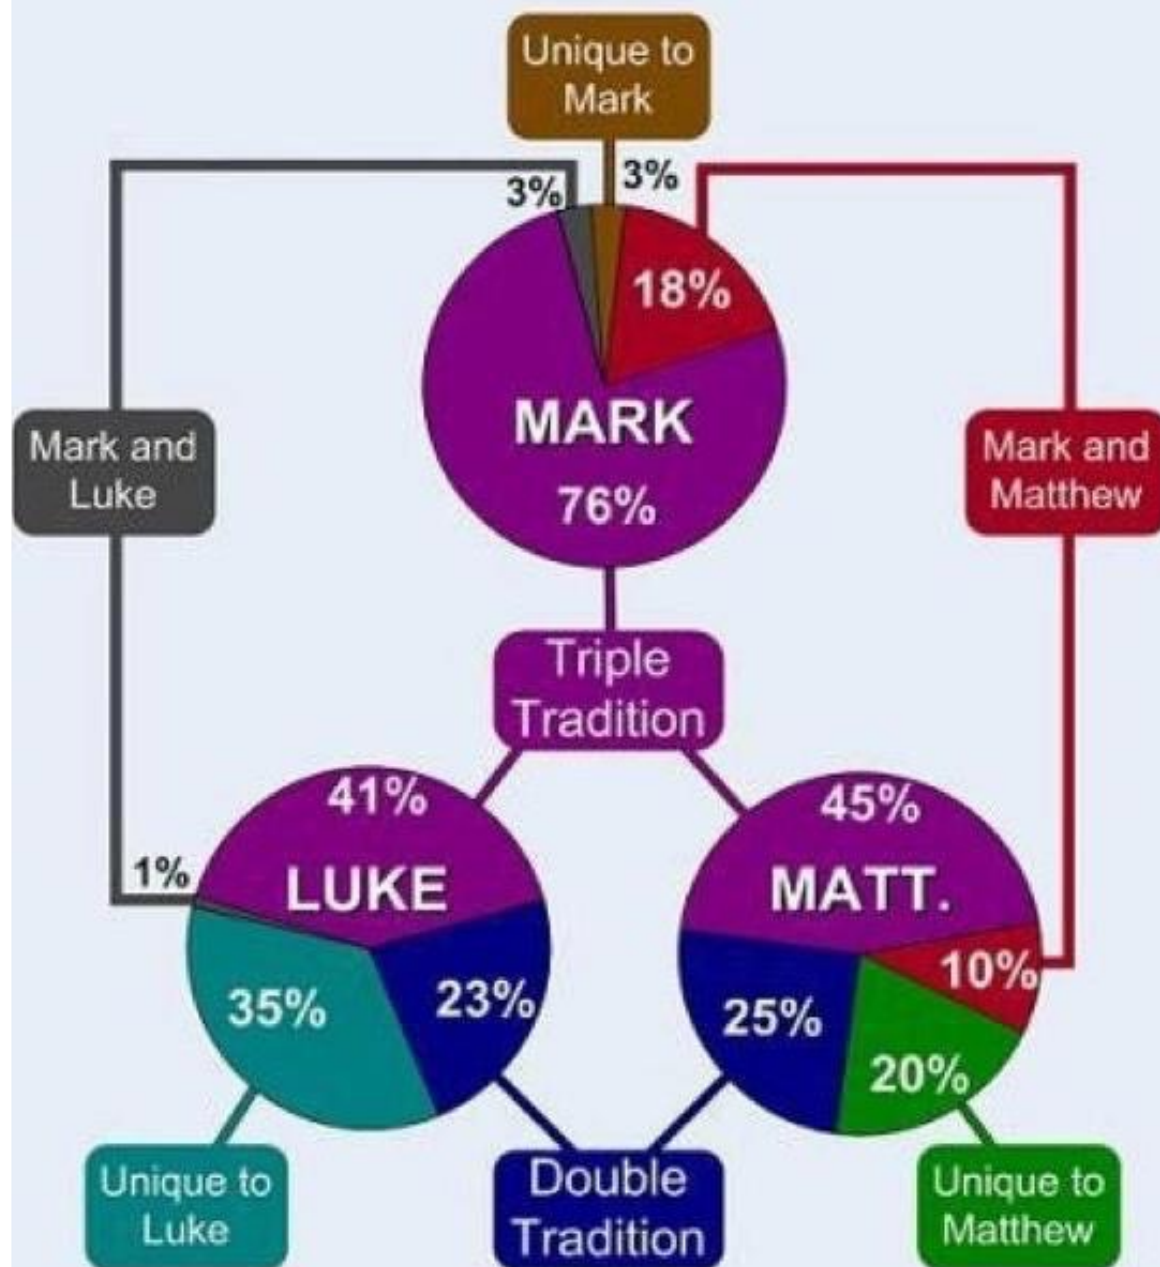 Unique to
Mark
3%
3%
18%
MARK
76%
Mark and
Luke
Mark and
Matthew
Triple
Tradition
41%
LUKE
1%
35%
23%
45%
MATT.
10%
25%
20%
Unique to
Luke
Double
Tradition
Unique to
Matthew